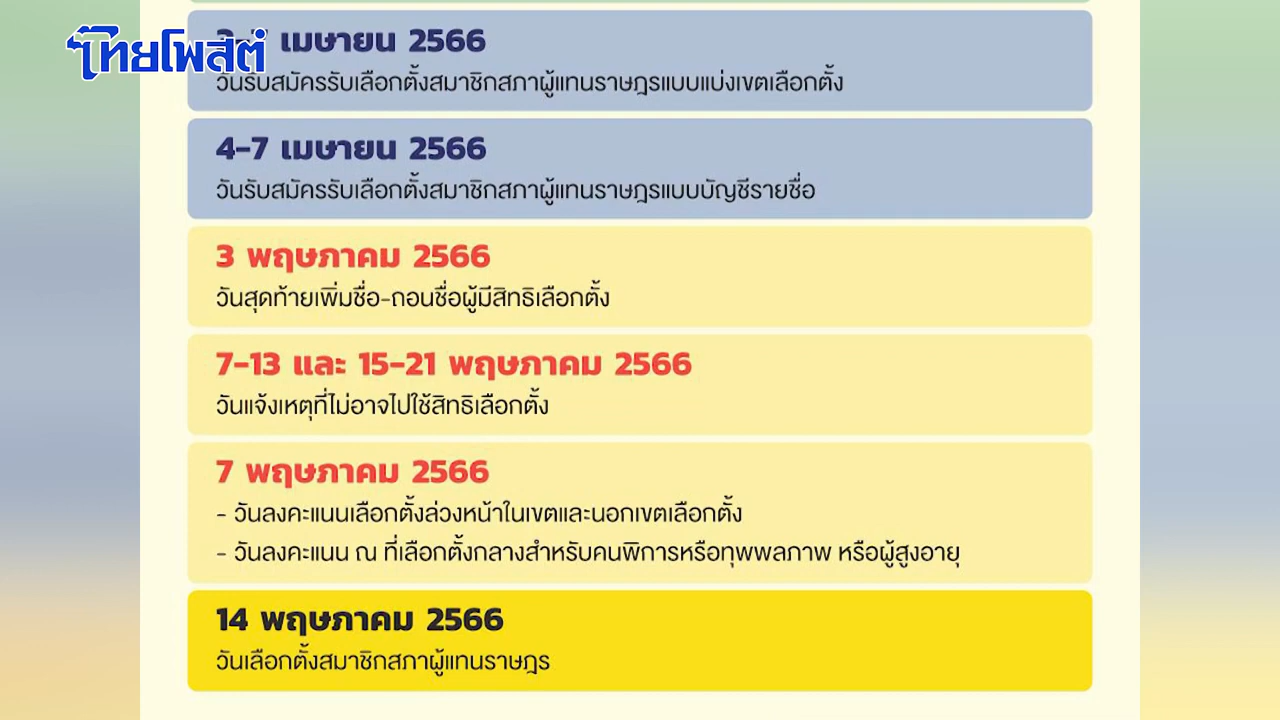 ไทยโพสต์
เมษายน 2566
วันรับสมัครรับเลือกตั้งสมาชิกสภาผู้แทนราษฎรแบบแบ่งเขตเลือกตั้ง
4-7 เมษายน 2566
วันรับสมัครรับเลือกตั้งสมาชิกสภาผู้แทนราษฎรแบบบัญชีรายชื่อ
3 พฤษภาคม 2566
วันสุดท้ายเพิ่มชื่อ-ถอนชื่อผู้มีสิทธิเลือกตั้ง
7-13 และ 15-21 พฤษภาคม 2566
วันแจ้งเหตุที่ไม่อาจไปใช้สิทธิเลือกตั้ง
7 พฤษภาคม 2566
- วันลงคะแนนเลือกตั้งล่วงหน้าในเขตและนอกเขตเลือกตั้ง
- วันลงคะแนน ณ ที่เลือกตั้งกลางสำหรับคนพิการหรือทุพพลภาพ หรือผู้สูงอายุ
14 พฤษภาคม 2566
วันเลือกตั้งสมาชิกสภาผู้แทนราษฎร